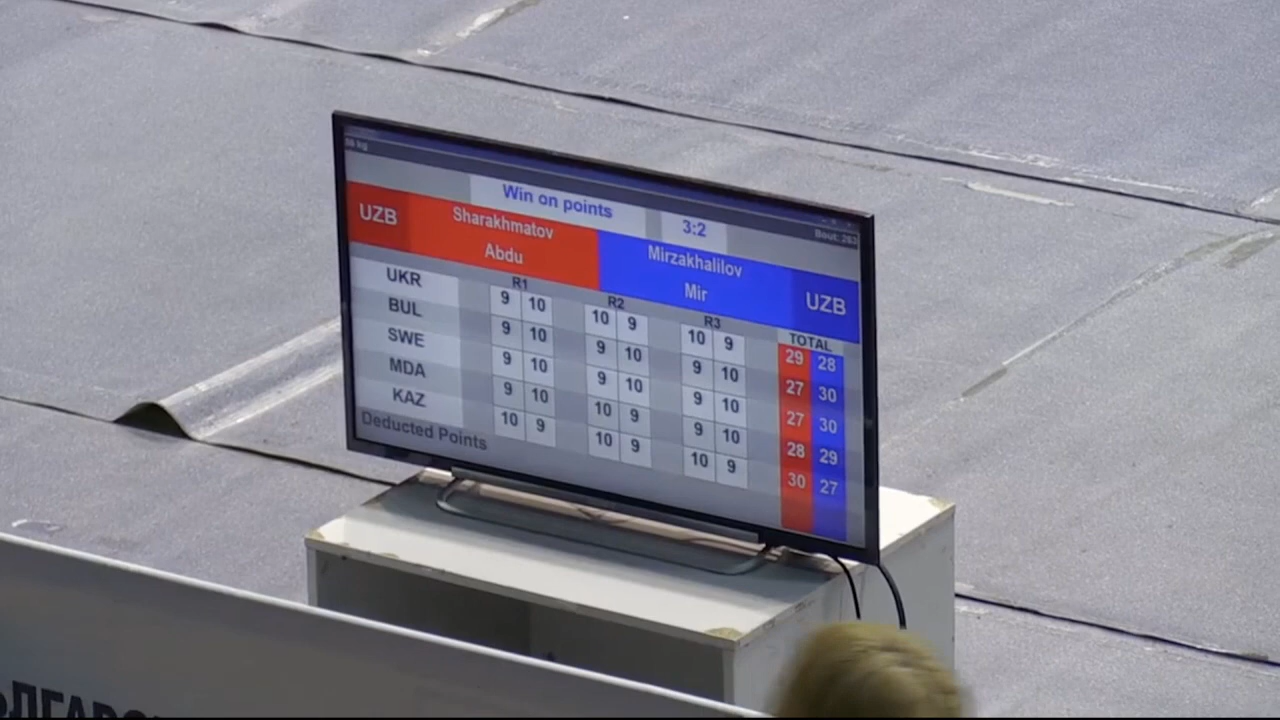 56 kg
Bout: 263
Win on points 3:2
UZB Sharakhmatov Abdu
Mirzakhalilov Mir UZB
R1 R2 R3 TOTAL
UKR 9 10 10 9 10 9 29 28
BUL 9 10 9 10 9 10 27 30
SWE 9 10 9 10 9 10 27 30
MDA 9 10 10 9 9 10 28 29
KAZ 10 9 10 9 10 9 30 27
Deducted Points